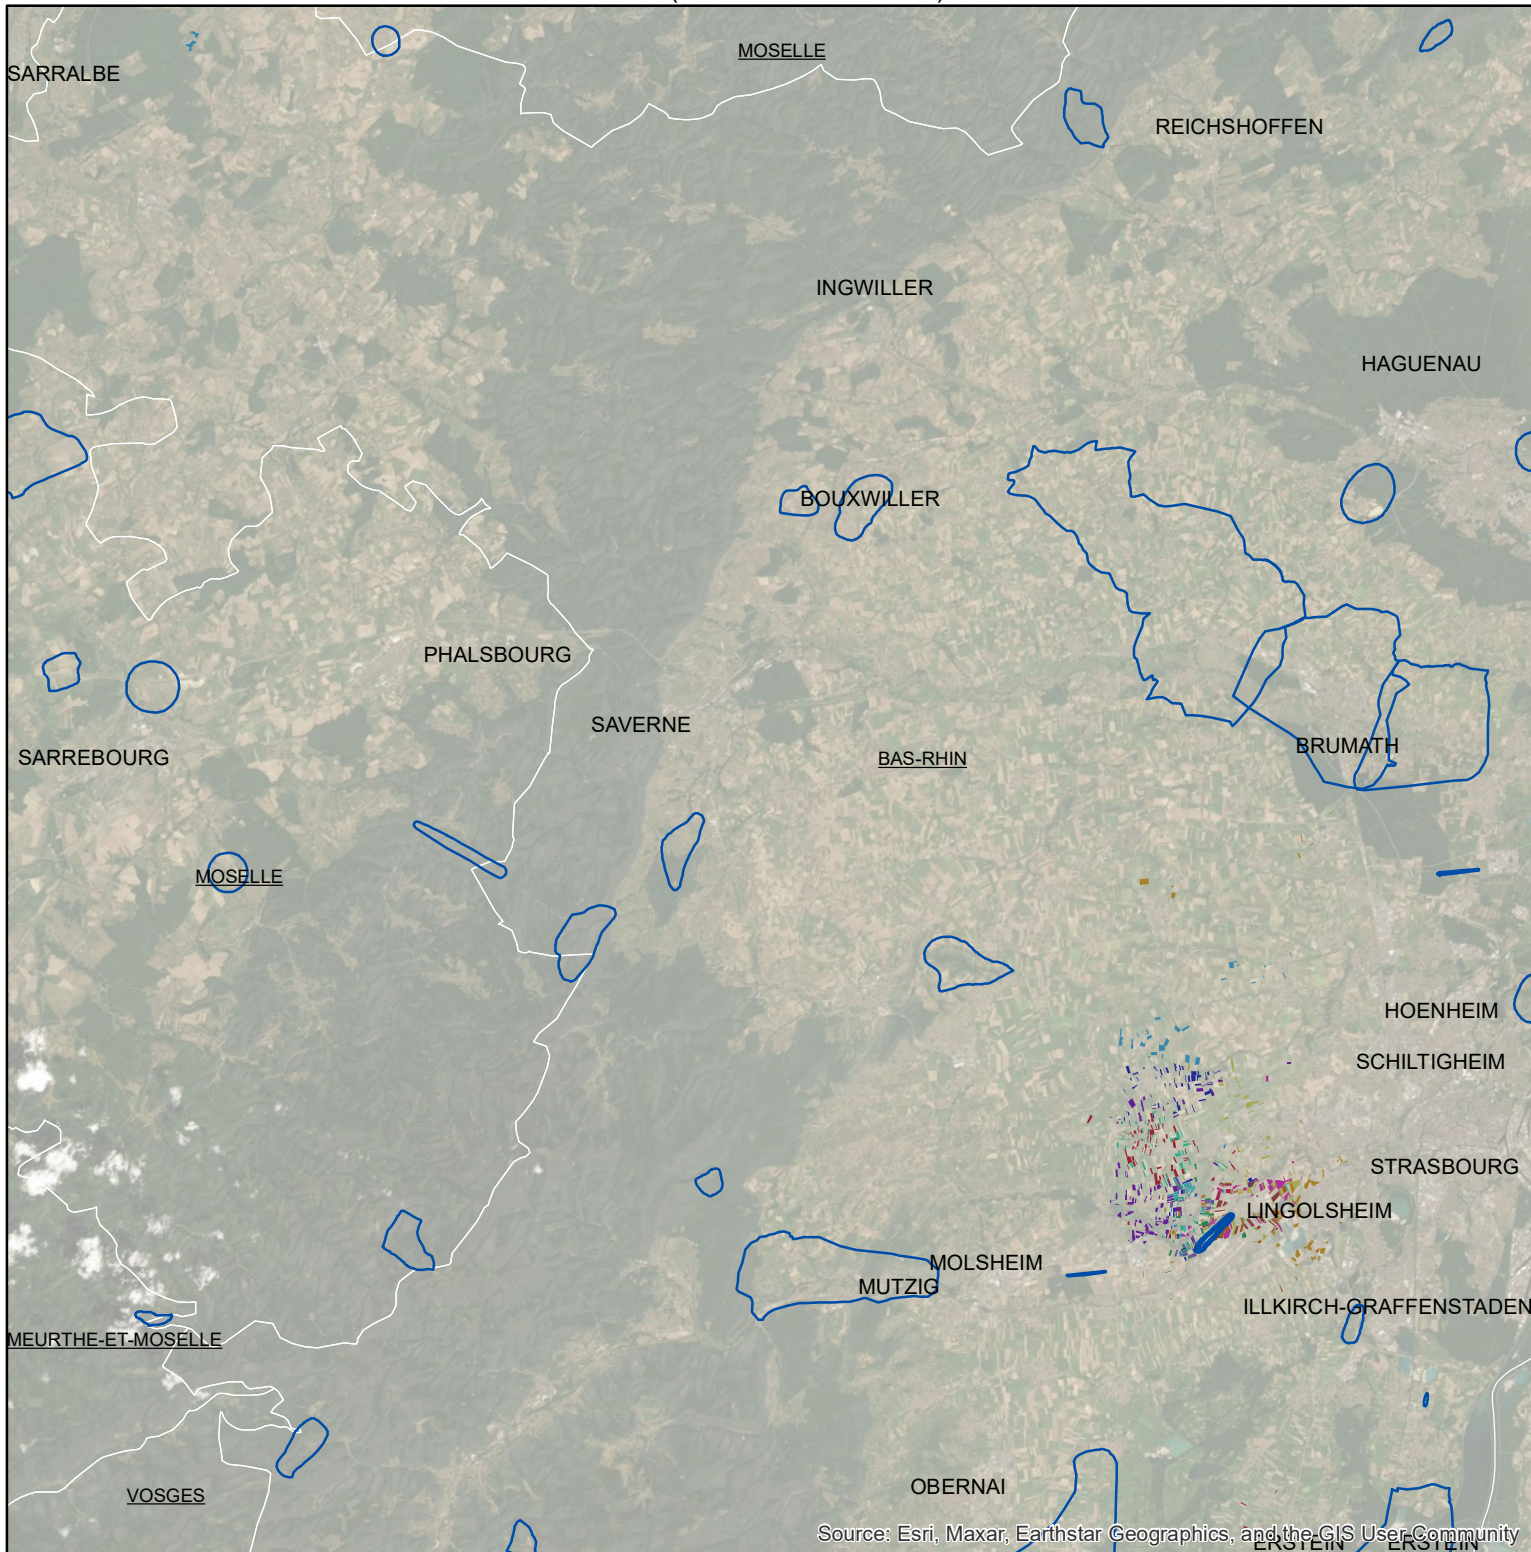 MOSELLE
SARRALBE
REICHSHOFFEN
INGWILLER
HAGUENAU
BOUXWILLER
PHALSBOURG
SAVERNE
BRUMATH
SARREBOURG
BAS-RHIN
MOSELLE
HOENHEIM
SCHILTIGHEIM
STRASBOURG
LINGOLSHEIM
MOLSHEIM
MUTZIG
ILLKIRCH-GRAFFENSTADEN
MEURTHE-ET-MOSELLE
OBERNAI
VOSGES
Source: Esri, Maxar, Earthstar Geographics, and the GIS User Community
ERSTEIN ERSTEIN